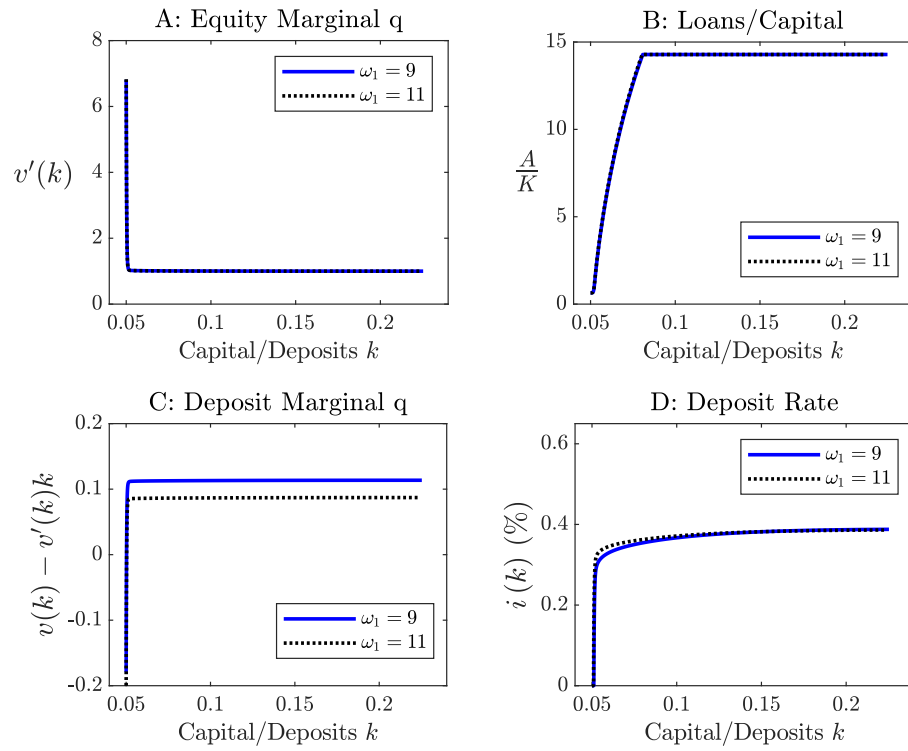 A: Equity Marginal q
8
6
4
2
0
v′(k)
ω₁ = 9
ω₁ = 11
0.05 0.1 0.15 0.2
Capital/Deposits k
B: Loans/Capital
15
10
5
0
A/K
ω₁ = 9
ω₁ = 11
0.05 0.1 0.15 0.2
Capital/Deposits k
C: Deposit Marginal q
0.2
0.1
0
-0.1
-0.2
v(k) − v′(k)k
ω₁ = 9
ω₁ = 11
0.05 0.1 0.15 0.2
Capital/Deposits k
D: Deposit Rate
0.6
0.4
0.2
0
i(k) (%)
ω₁ = 9
ω₁ = 11
0.05 0.1 0.15 0.2
Capital/Deposits k